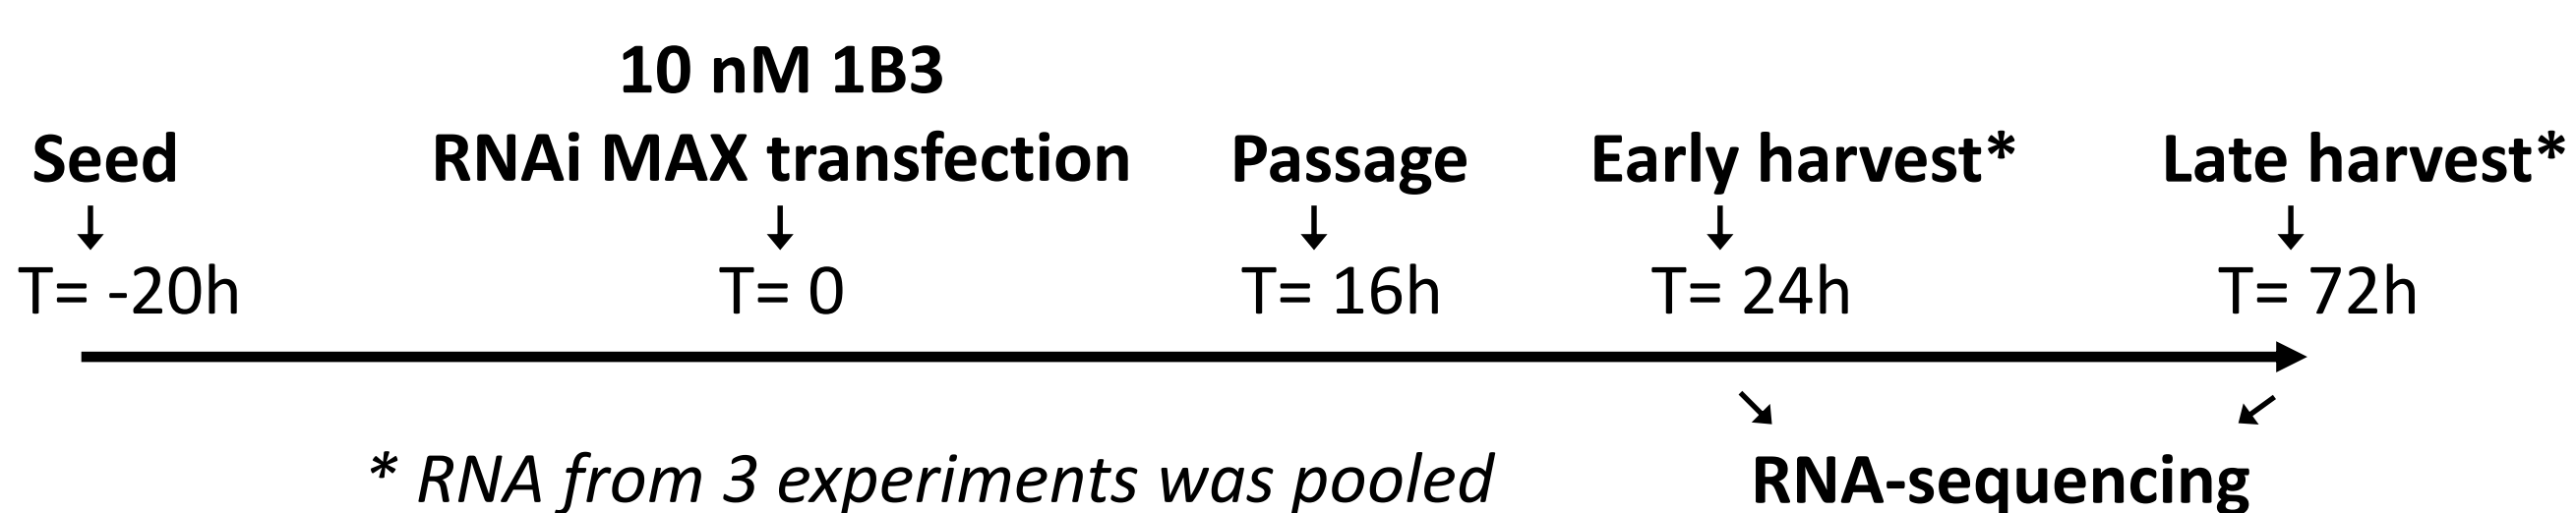 10 nM 1B3
Seed RNAi MAX transfection Passage Early harvest* Late harvest*
T= -20h T= 0 T= 16h T= 24h T= 72h
* RNA from 3 experiments was pooled RNA-sequencing